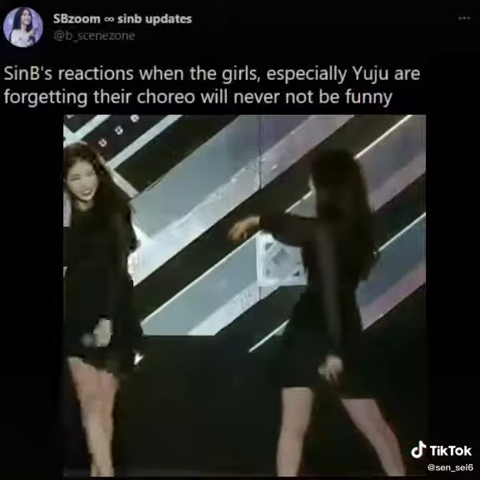 SBzoom ∞ sinb updates
@b_scenezone
SinB's reactions when the girls, especially Yuju are
forgetting their choreo will never not be funny
TikTok
@sen_sei6